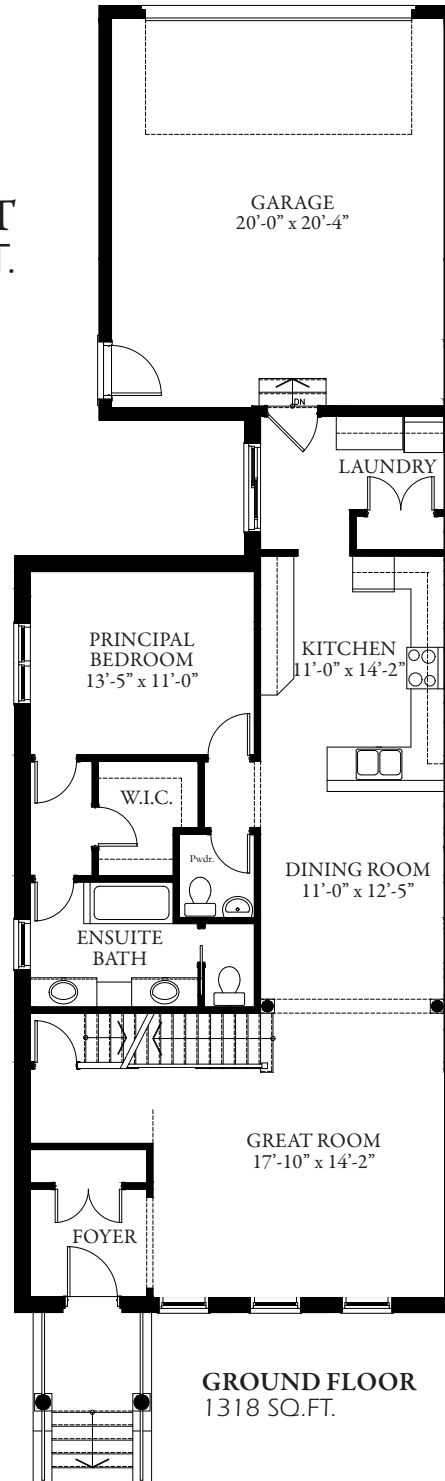 T
T.
GARAGE
20'-0" x 20'-4"
DN
LAUNDRY
PRINCIPAL
BEDROOM
13'-5" x 11'-0"
KITCHEN
11'-0" x 14'-2"
W.I.C.
Pwdr.
DINING ROOM
11'-0" x 12'-5"
ENSUITE
BATH
GREAT ROOM
17'-10" x 14'-2"
FOYER
GROUND FLOOR
1318 SQ.FT.